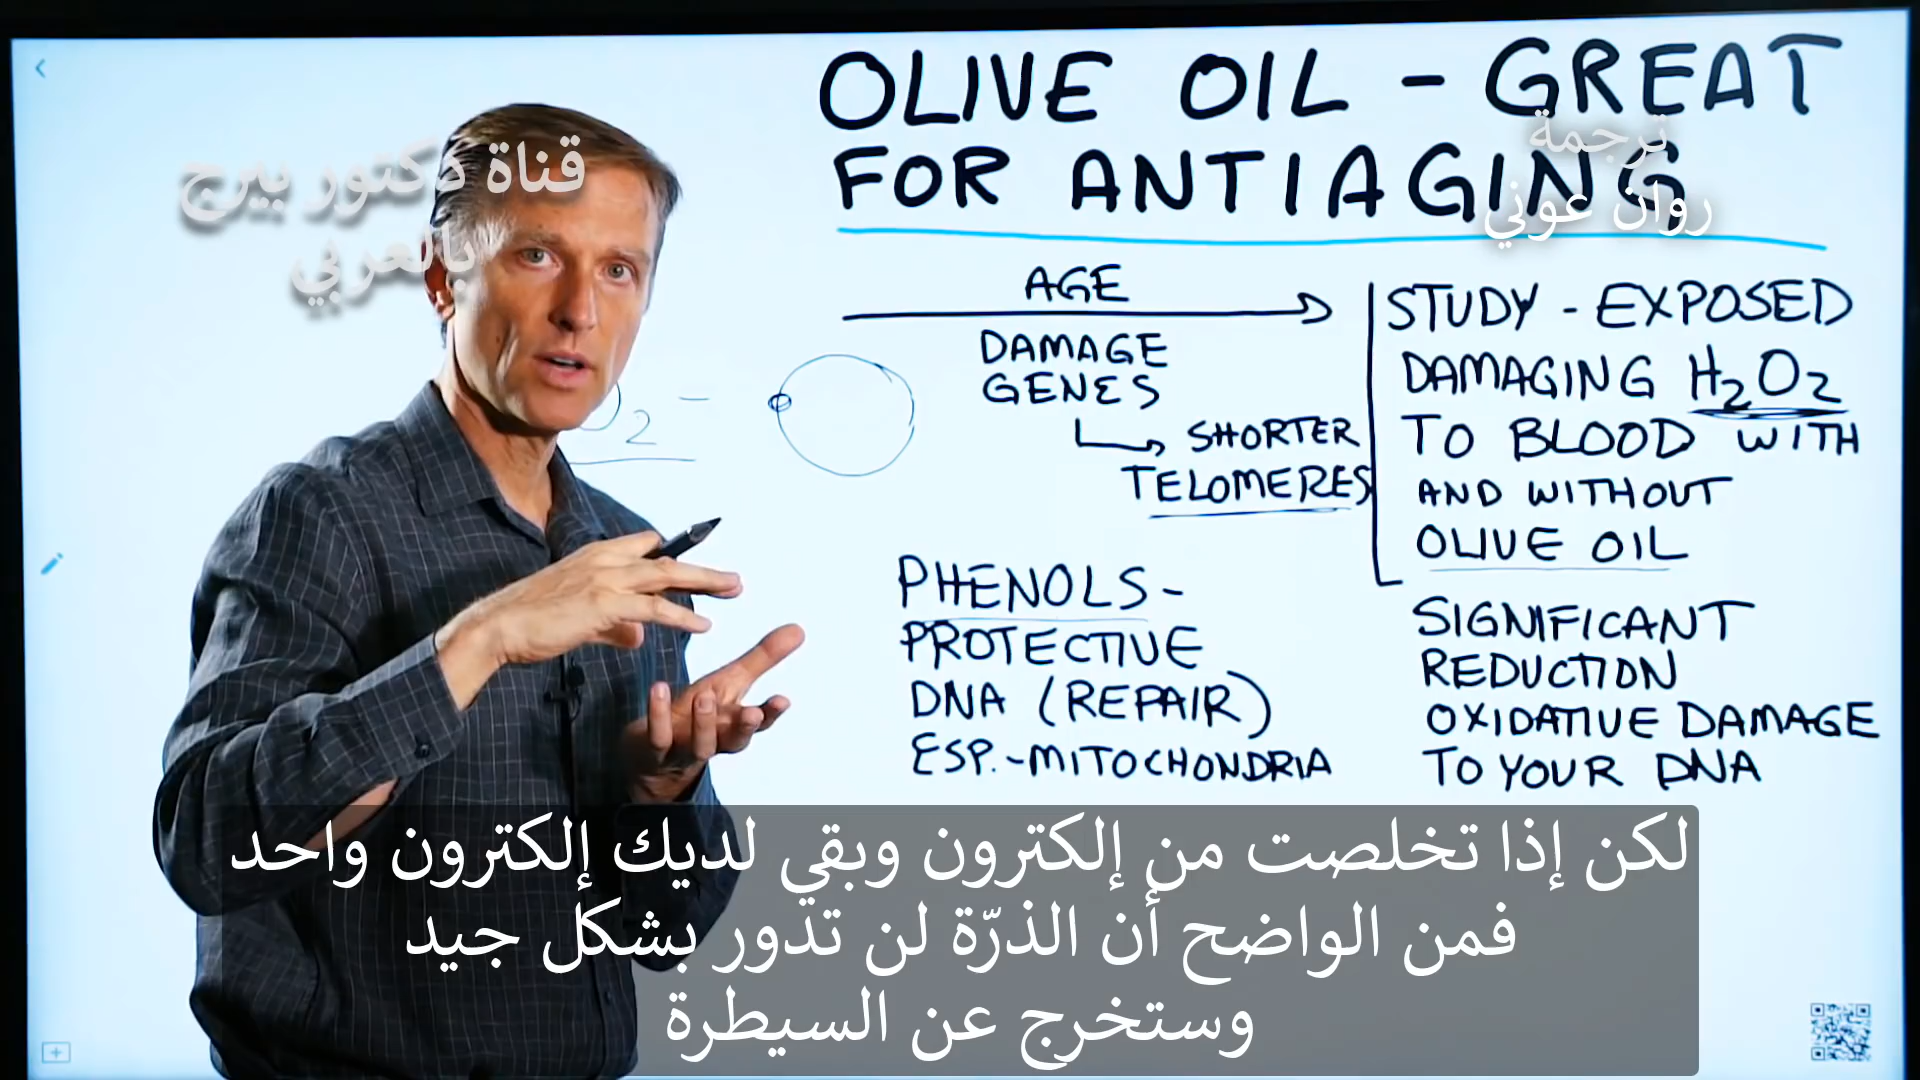 OLIVE OIL - GREAT
FOR ANTIAGING
قناة دكتور بيرج
بالعربي
ترجمة
روان عوني
AGE
DAMAGE
GENES
SHORTER
TELOMERES
STUDY - EXPOSED
DAMAGING H₂O₂
TO BLOOD WITH
AND WITHOUT
OLIVE OIL
O₂ -
PHENOLS -
PROTECTIVE
DNA (REPAIR)
ESP. - MITOCHONDRIA
SIGNIFICANT
REDUCTION
OXIDATIVE DAMAGE
TO YOUR DNA
لكن إذا تخلصت من إلكترون وبقي لديك إلكترون واحد
فمن الواضح أن الذرّة لن تدور بشكل جيد
وستخرج عن السيطرة